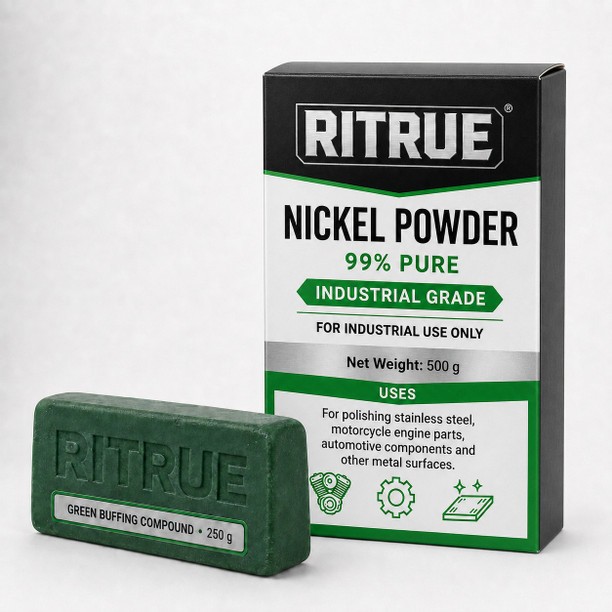 RITRUE®
NICKEL POWDER
99% PURE
INDUSTRIAL GRADE
FOR INDUSTRIAL USE ONLY
Net Weight: 500 g
USES
For polishing stainless steel,
motorcycle engine parts,
automotive components and
other metal surfaces.
RITRUE
GREEN BUFFING COMPOUND • 250 g